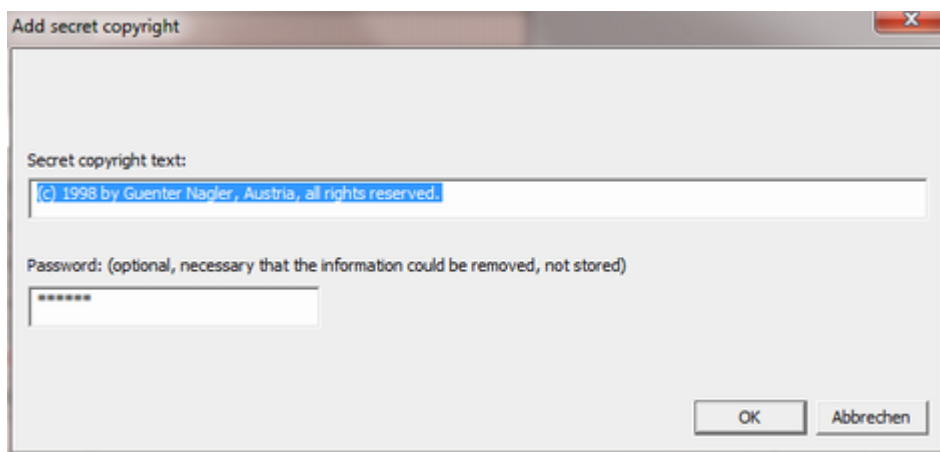 Add secret copyright
Secret copyright text:
(c) 1998 by Guenter Nagler, Austria, all rights reserved.
Password: (optional, necessary that the information could be removed, not stored)
******
OK Abbrechen